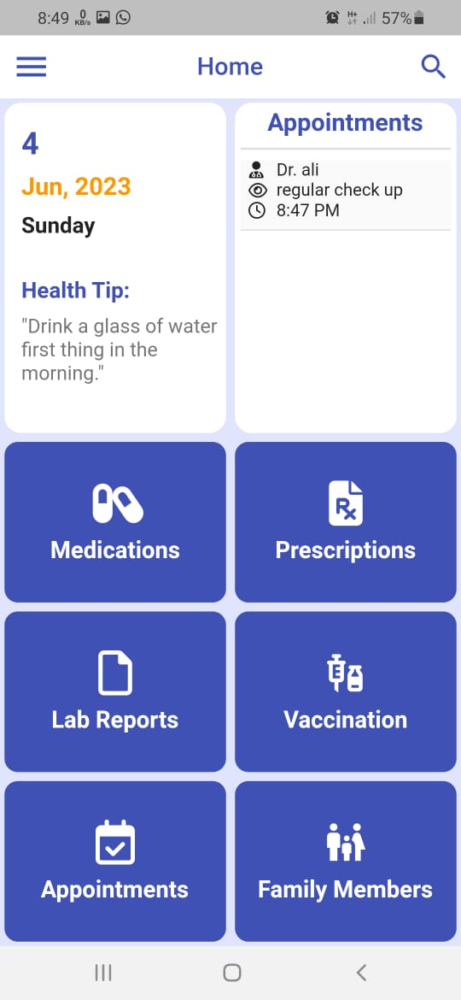 8:49 0 KB/s H+ 57%
Home
4
Jun, 2023
Sunday
Health Tip:
"Drink a glass of water
first thing in the
morning."
Appointments
Dr. ali
regular check up
8:47 PM
Medications
Rx
Prescriptions
Lab Reports
E
Vaccination
Appointments
Family Members